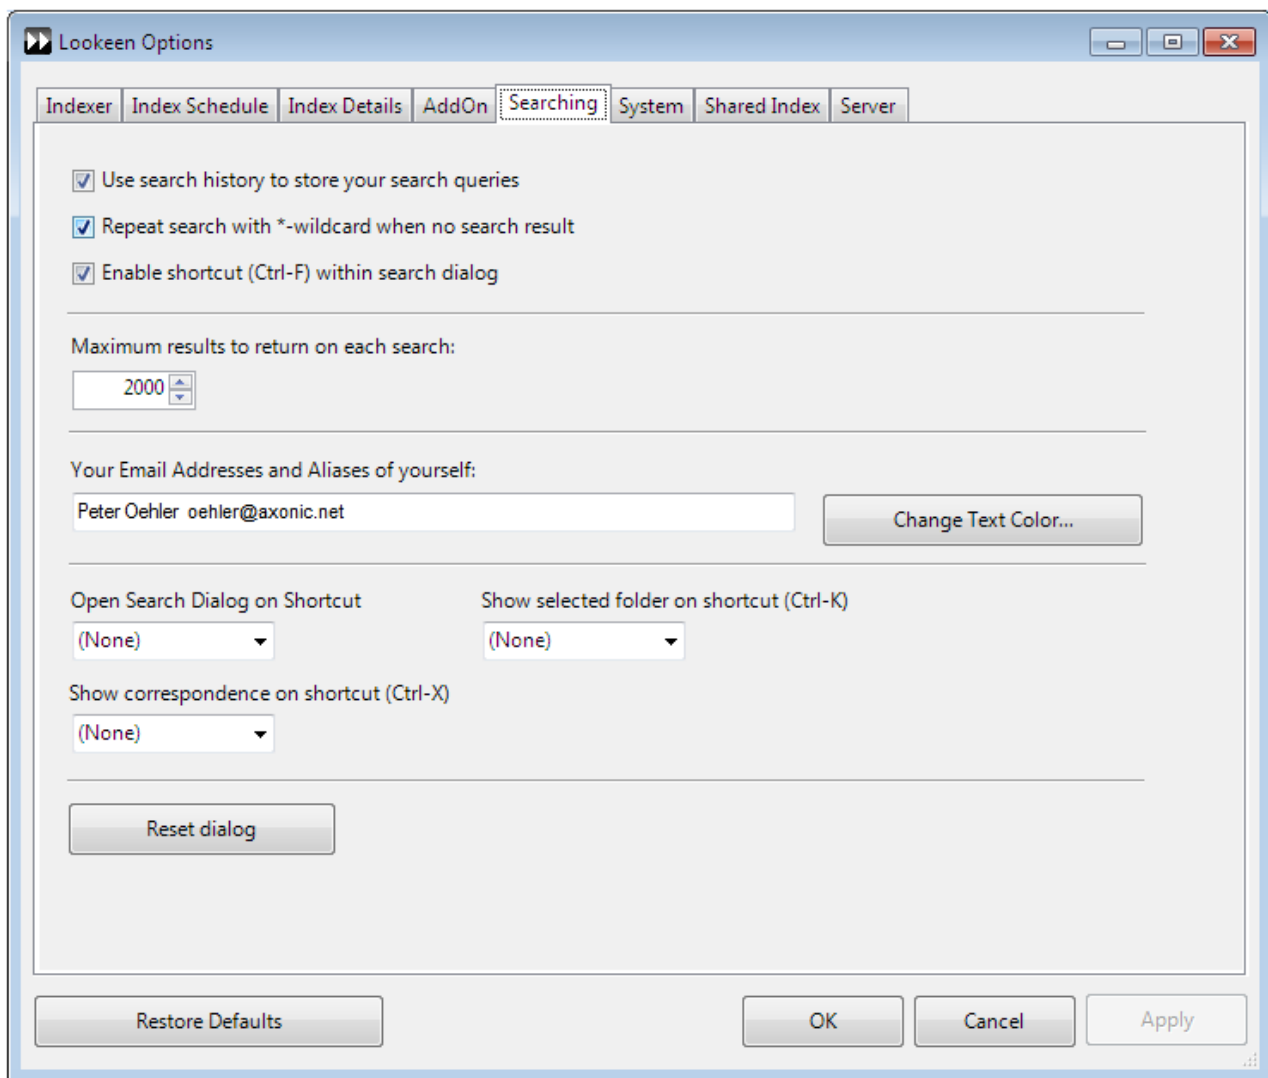 Lookeen Options
Indexer Index Schedule Index Details AddOn Searching System Shared Index Server
Use search history to store your search queries
Repeat search with *-wildcard when no search result
Enable shortcut (Ctrl-F) within search dialog
Maximum results to return on each search:
2000
Your Email Addresses and Aliases of yourself:
Peter Oehler oehler@axonic.net
Change Text Color...
Open Search Dialog on Shortcut Show selected folder on shortcut (Ctrl-K)
(None) (None)
Show correspondence on shortcut (Ctrl-X)
(None)
Reset dialog
Restore Defaults OK Cancel Apply